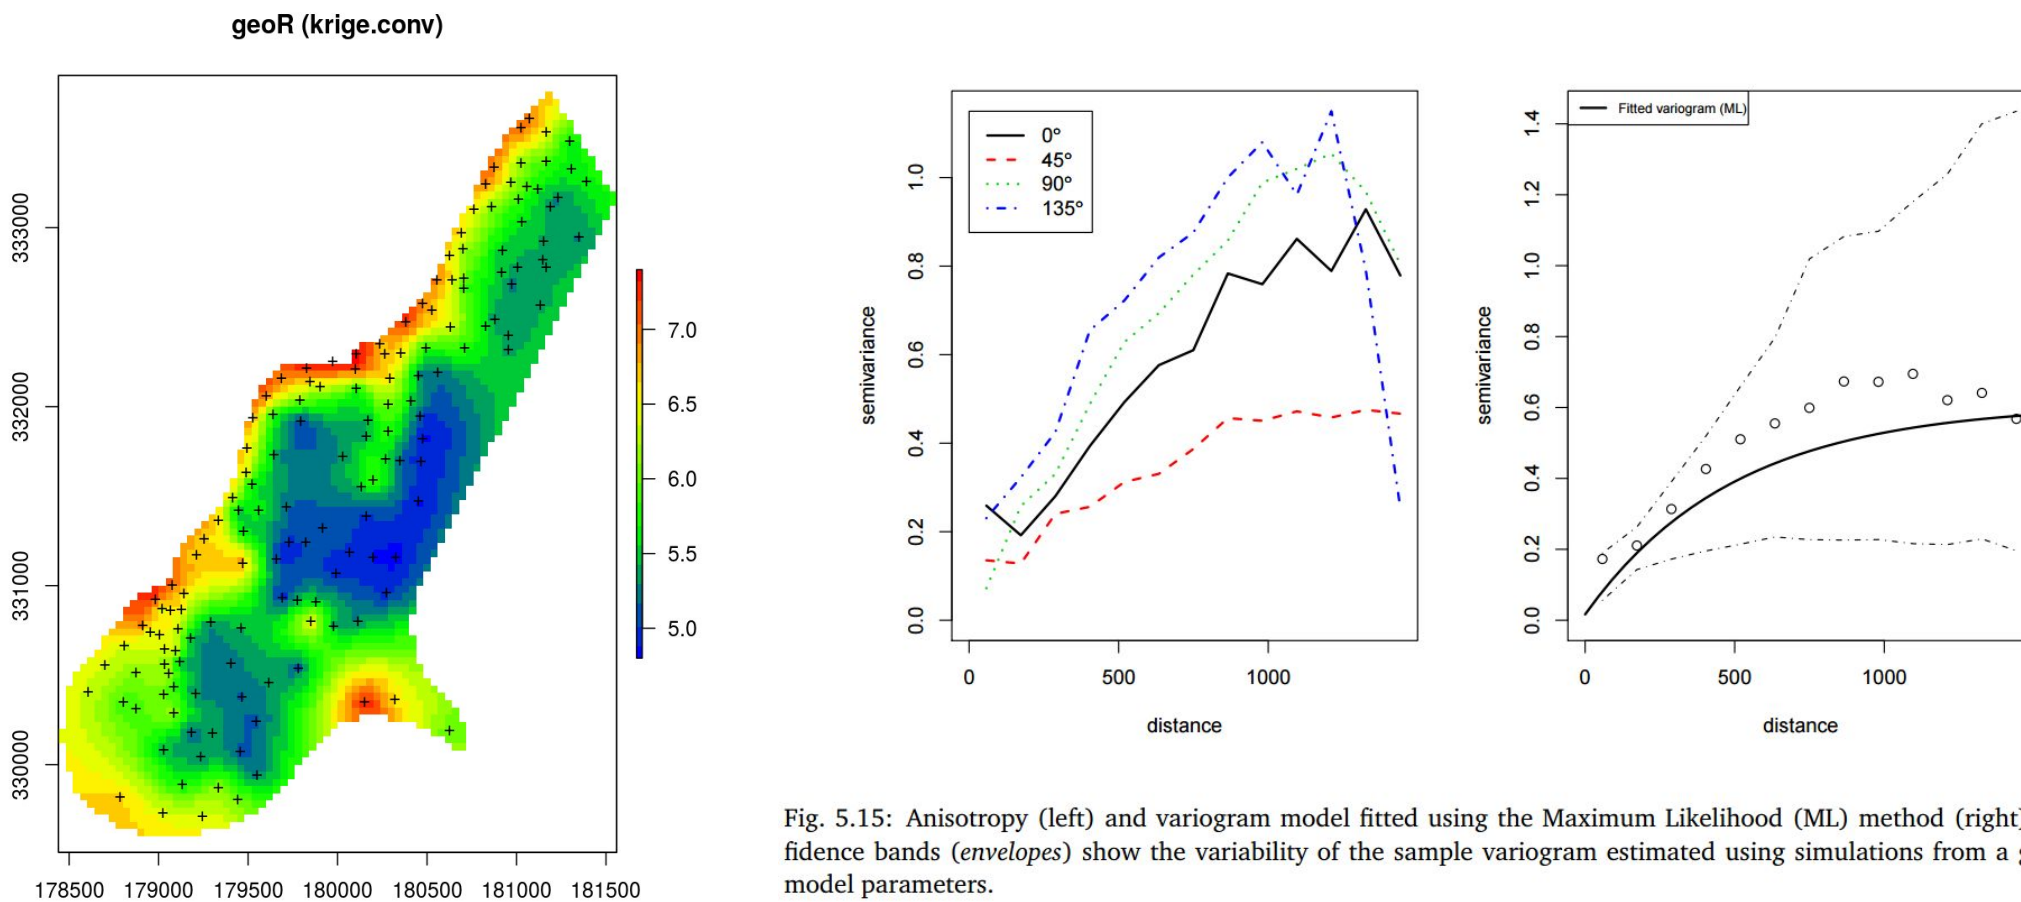 geoR (krige.conv)
333000
332000
331000
330000
178500 179000 179500 180000 180500 181000 181500
7.0
6.5
6.0
5.5
5.0
0°
45°
90°
135°
semivariance
1.0
0.8
0.6
0.4
0.2
0.0
0 500 1000
distance
Fitted variogram (ML)
semivariance
1.4
1.2
1.0
0.8
0.6
0.4
0.2
0.0
0 500 1000
distance
Fig. 5.15: Anisotropy (left) and variogram model fitted using the Maximum Likelihood (ML) method (right)
fidence bands (envelopes) show the variability of the sample variogram estimated using simulations from a
model parameters.